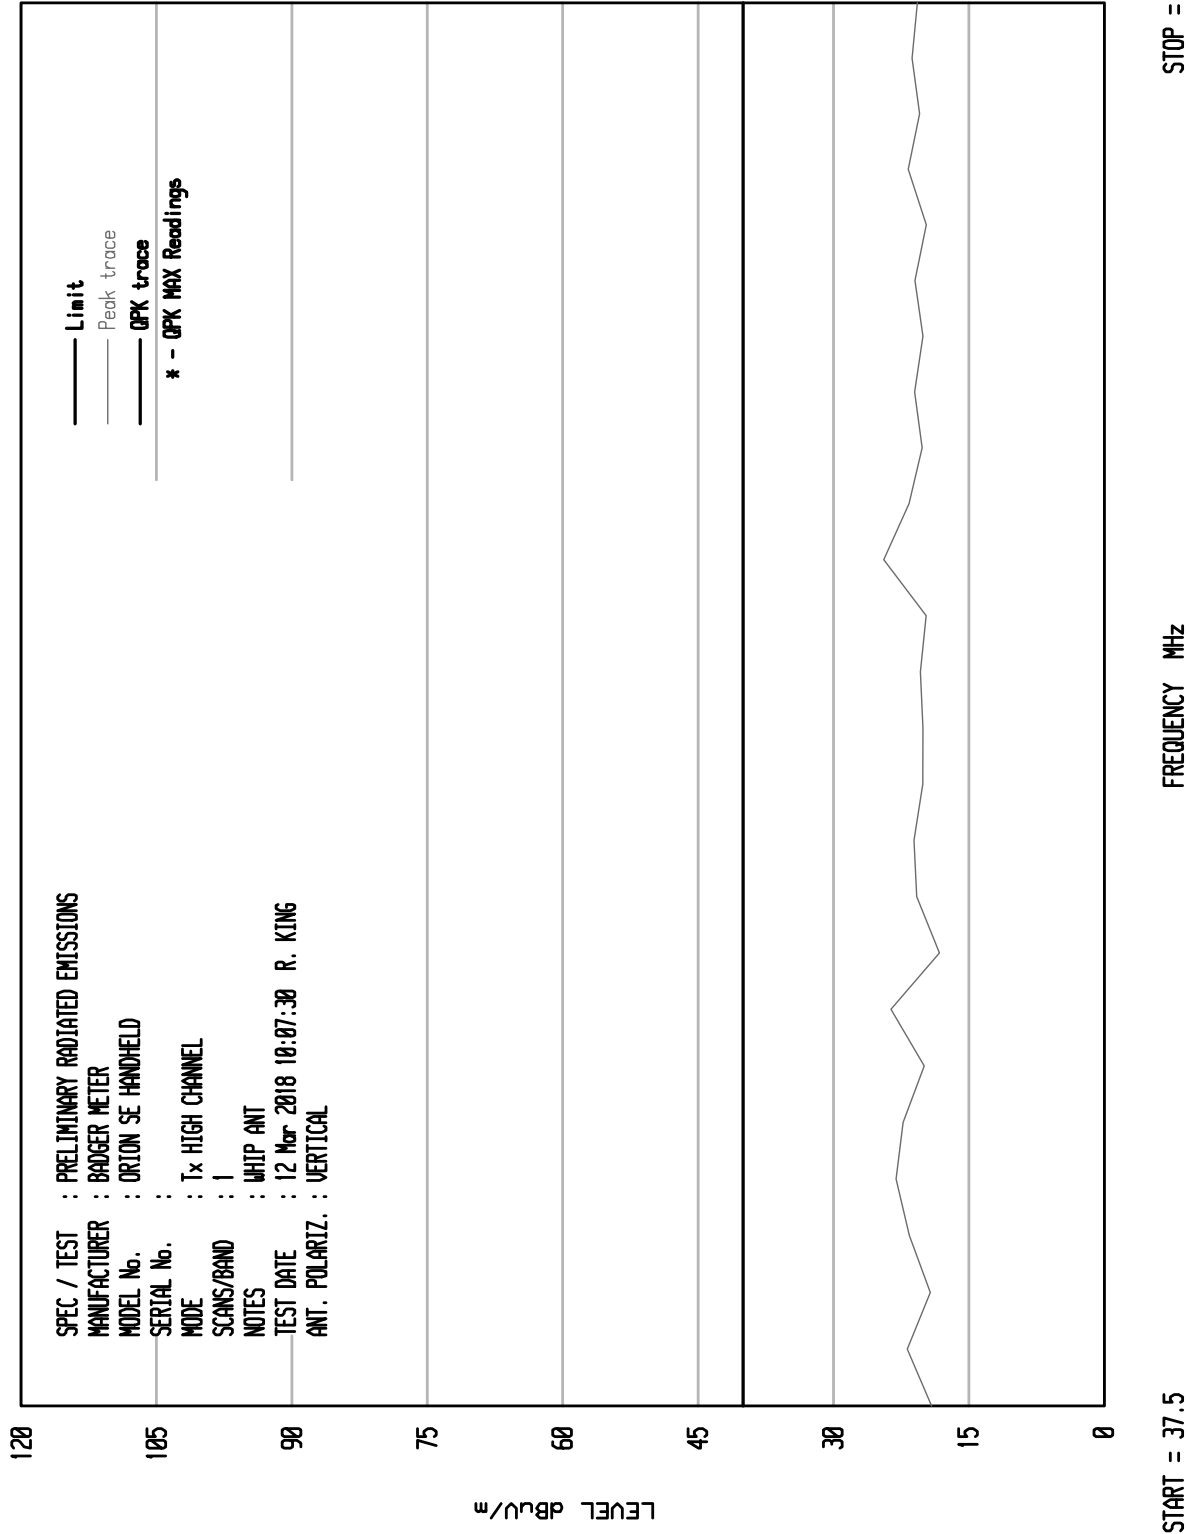 SPEC / TEST : PRELIMINARY RADIATED EMISSIONS
MANUFACTURER : BADGER METER
MODEL No. : ORION SE HANDHELD
SERIAL No. :
MODE : Tx HIGH CHANNEL
SCANS/BAND : 1
NOTES : WHIP ANT
TEST DATE : 12 Mar 2018 10:07:30 R. KING
ANT. POLARIZ. : VERTICAL
Limit
Peak trace
QPK trace
* - QPK MAX Readings
LEVEL dBuV/m
120
105
90
75
60
45
30
15
0
START = 37.5
FREQUENCY MHz
STOP =